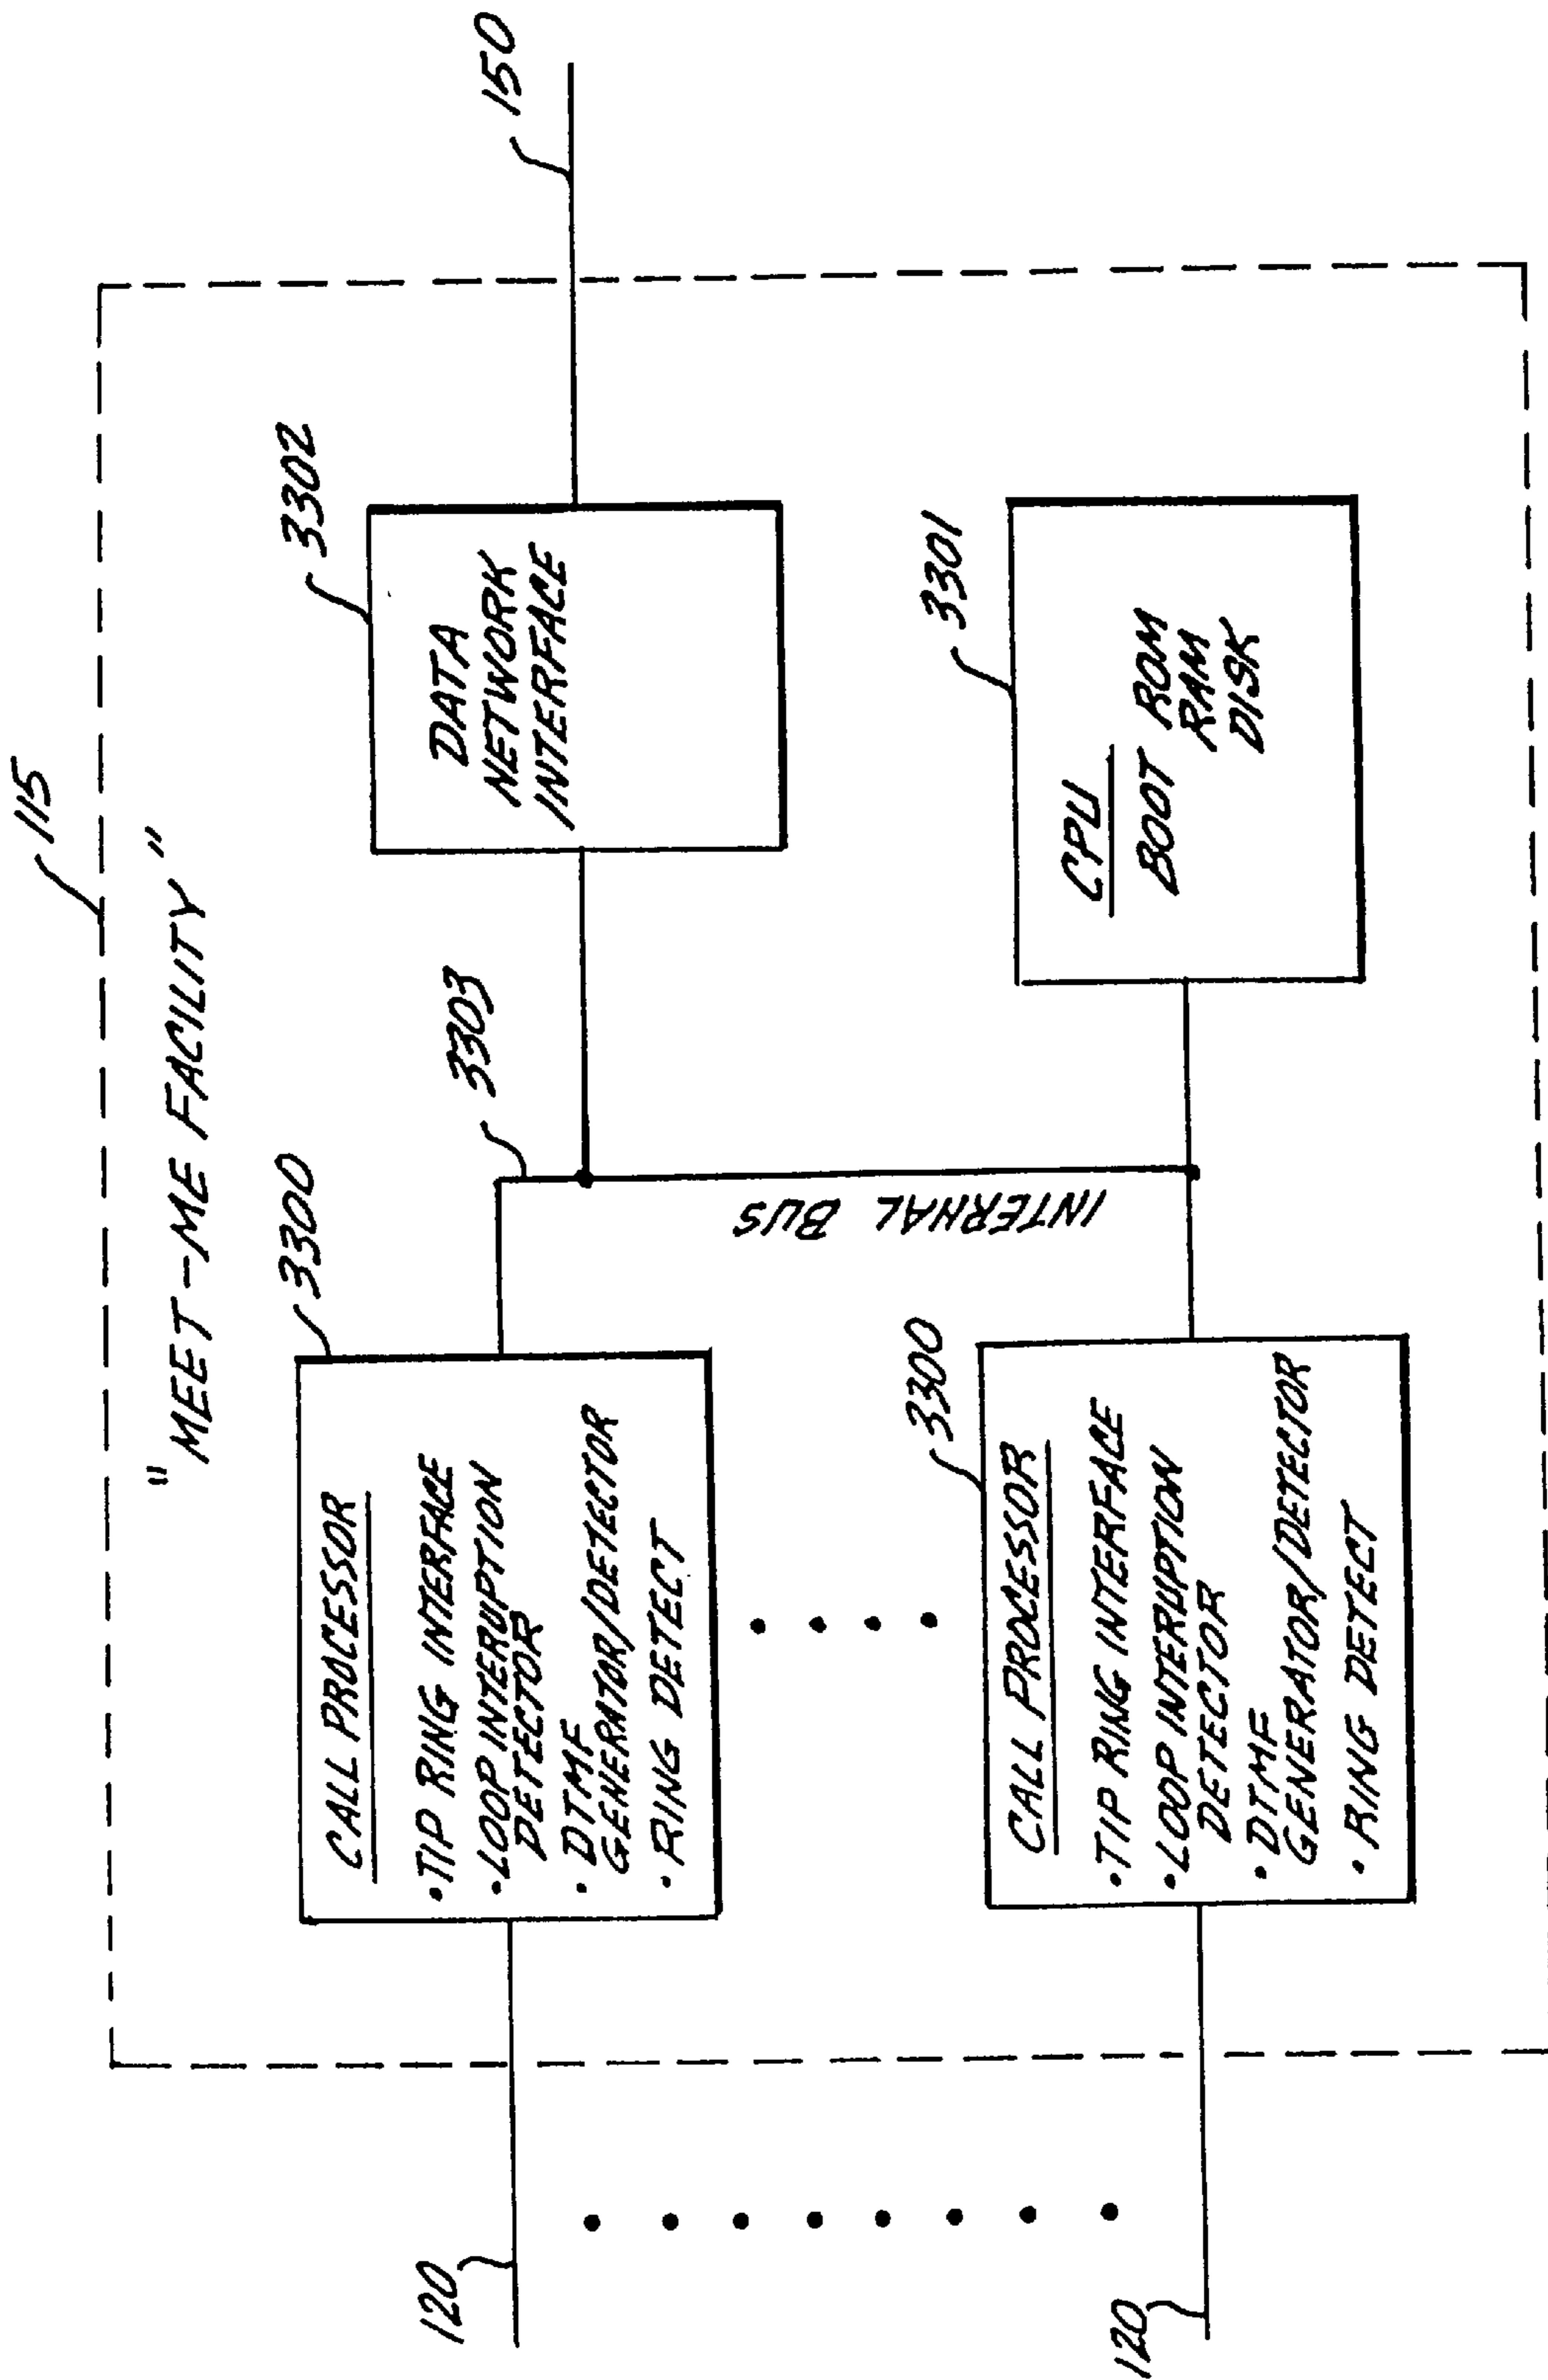 115
"MEET-ME FACILITY"
3300
CALL PROCESSOR
•TIP RING INTERFACE
•LOOP INTERRUPTION
DETECTOR
•DTMF
GENERATOR/DETECTOR
•RING DETECT
120
3303
INTERNAL BUS
3302
DATA
NETWORK
INTERFACE
150
3300
CALL PROCESSOR
•TIP RING INTERFACE
•LOOP INTERRUPTION
DETECTOR
•DTMF
GENERATOR/DETECTOR
•RING DETECT
120
3301
CPU
BOOT ROM
RAM
DISK